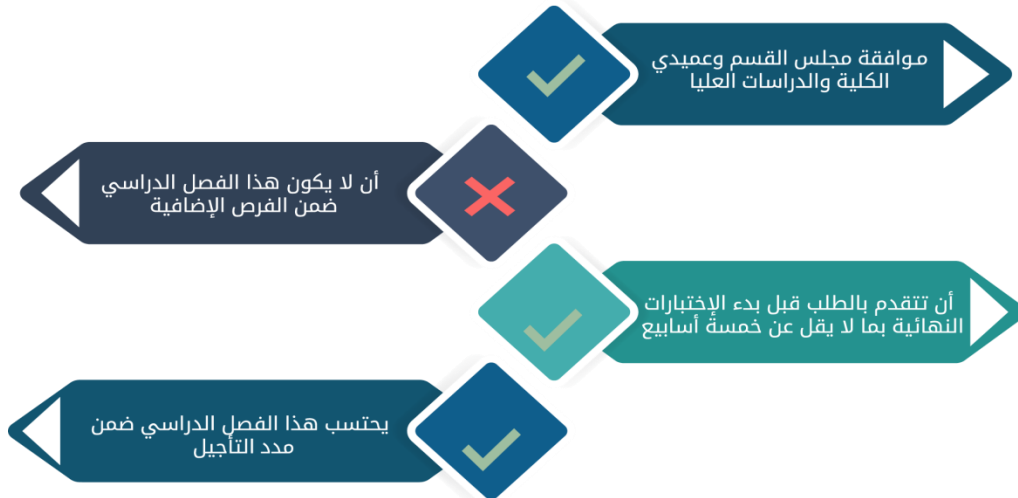 موافقة مجلس القسم وعميدي
الكلية والدراسات العليا
أن لا يكون هذا الفصل الدراسي
ضمن الفرص الإضافية
أن تتقدم بالطلب قبل بدء الإختبارات
النهائية بما لا يقل عن خمسة أسابيع
يحتسب هذا الفصل الدراسي ضمن
مدد التأجيل